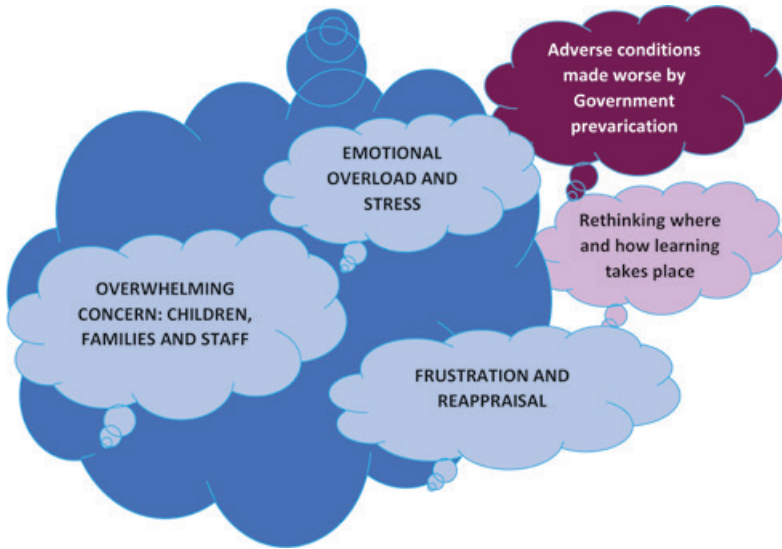 Adverse conditions
made worse by
Government
prevarication
EMOTIONAL
OVERLOAD AND
STRESS
Rethinking where
and how learning
takes place
OVERWHELMING
CONCERN: CHILDREN,
FAMILIES AND STAFF
FRUSTRATION AND
REAPPRAISAL